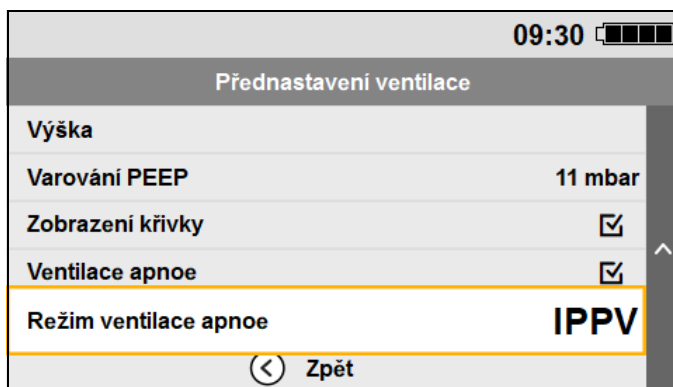 09:30
Přednastavení ventilace
Výška
Varování PEEP 11 mbar
Zobrazení křivky
Ventilace apnoe
Režim ventilace apnoe IPPV
Zpět